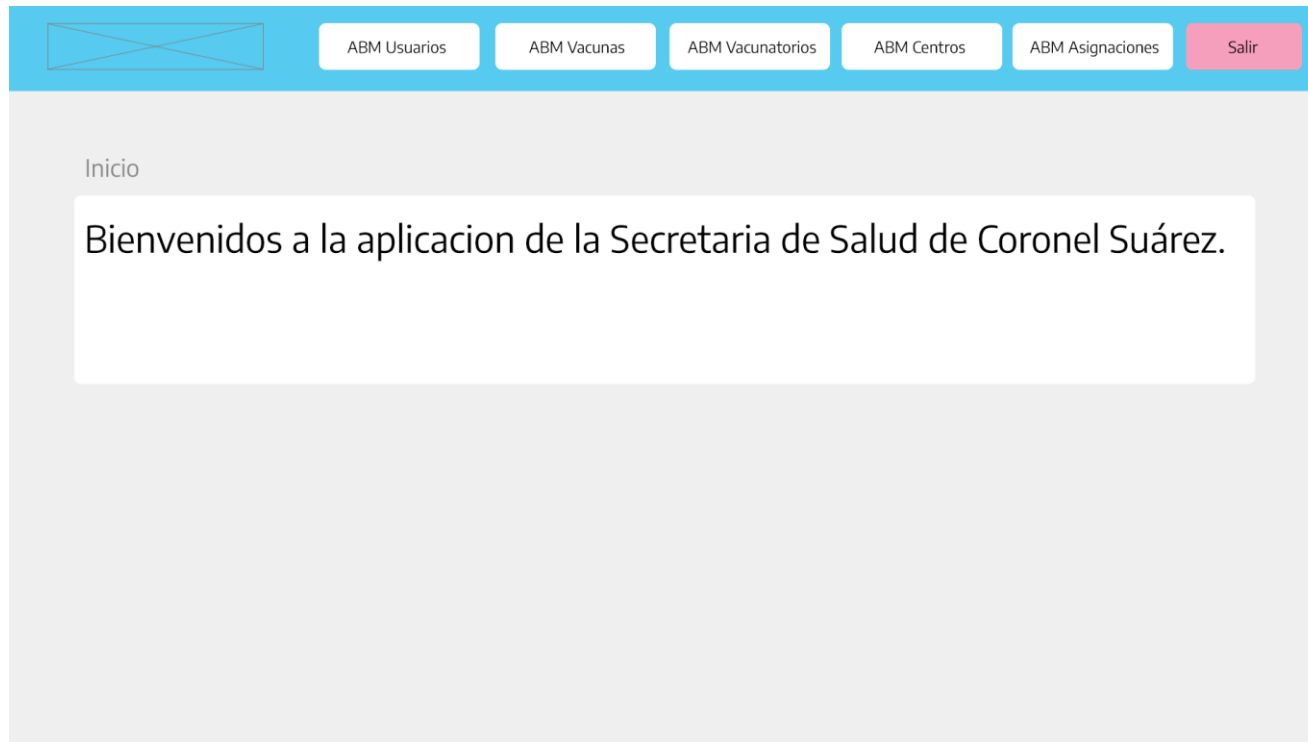 ABM Usuarios ABM Vacunas ABM Vacunatorios ABM Centros ABM Asignaciones Salir
Inicio
Bienvenidos a la aplicacion de la Secretaria de Salud de Coronel Suárez.